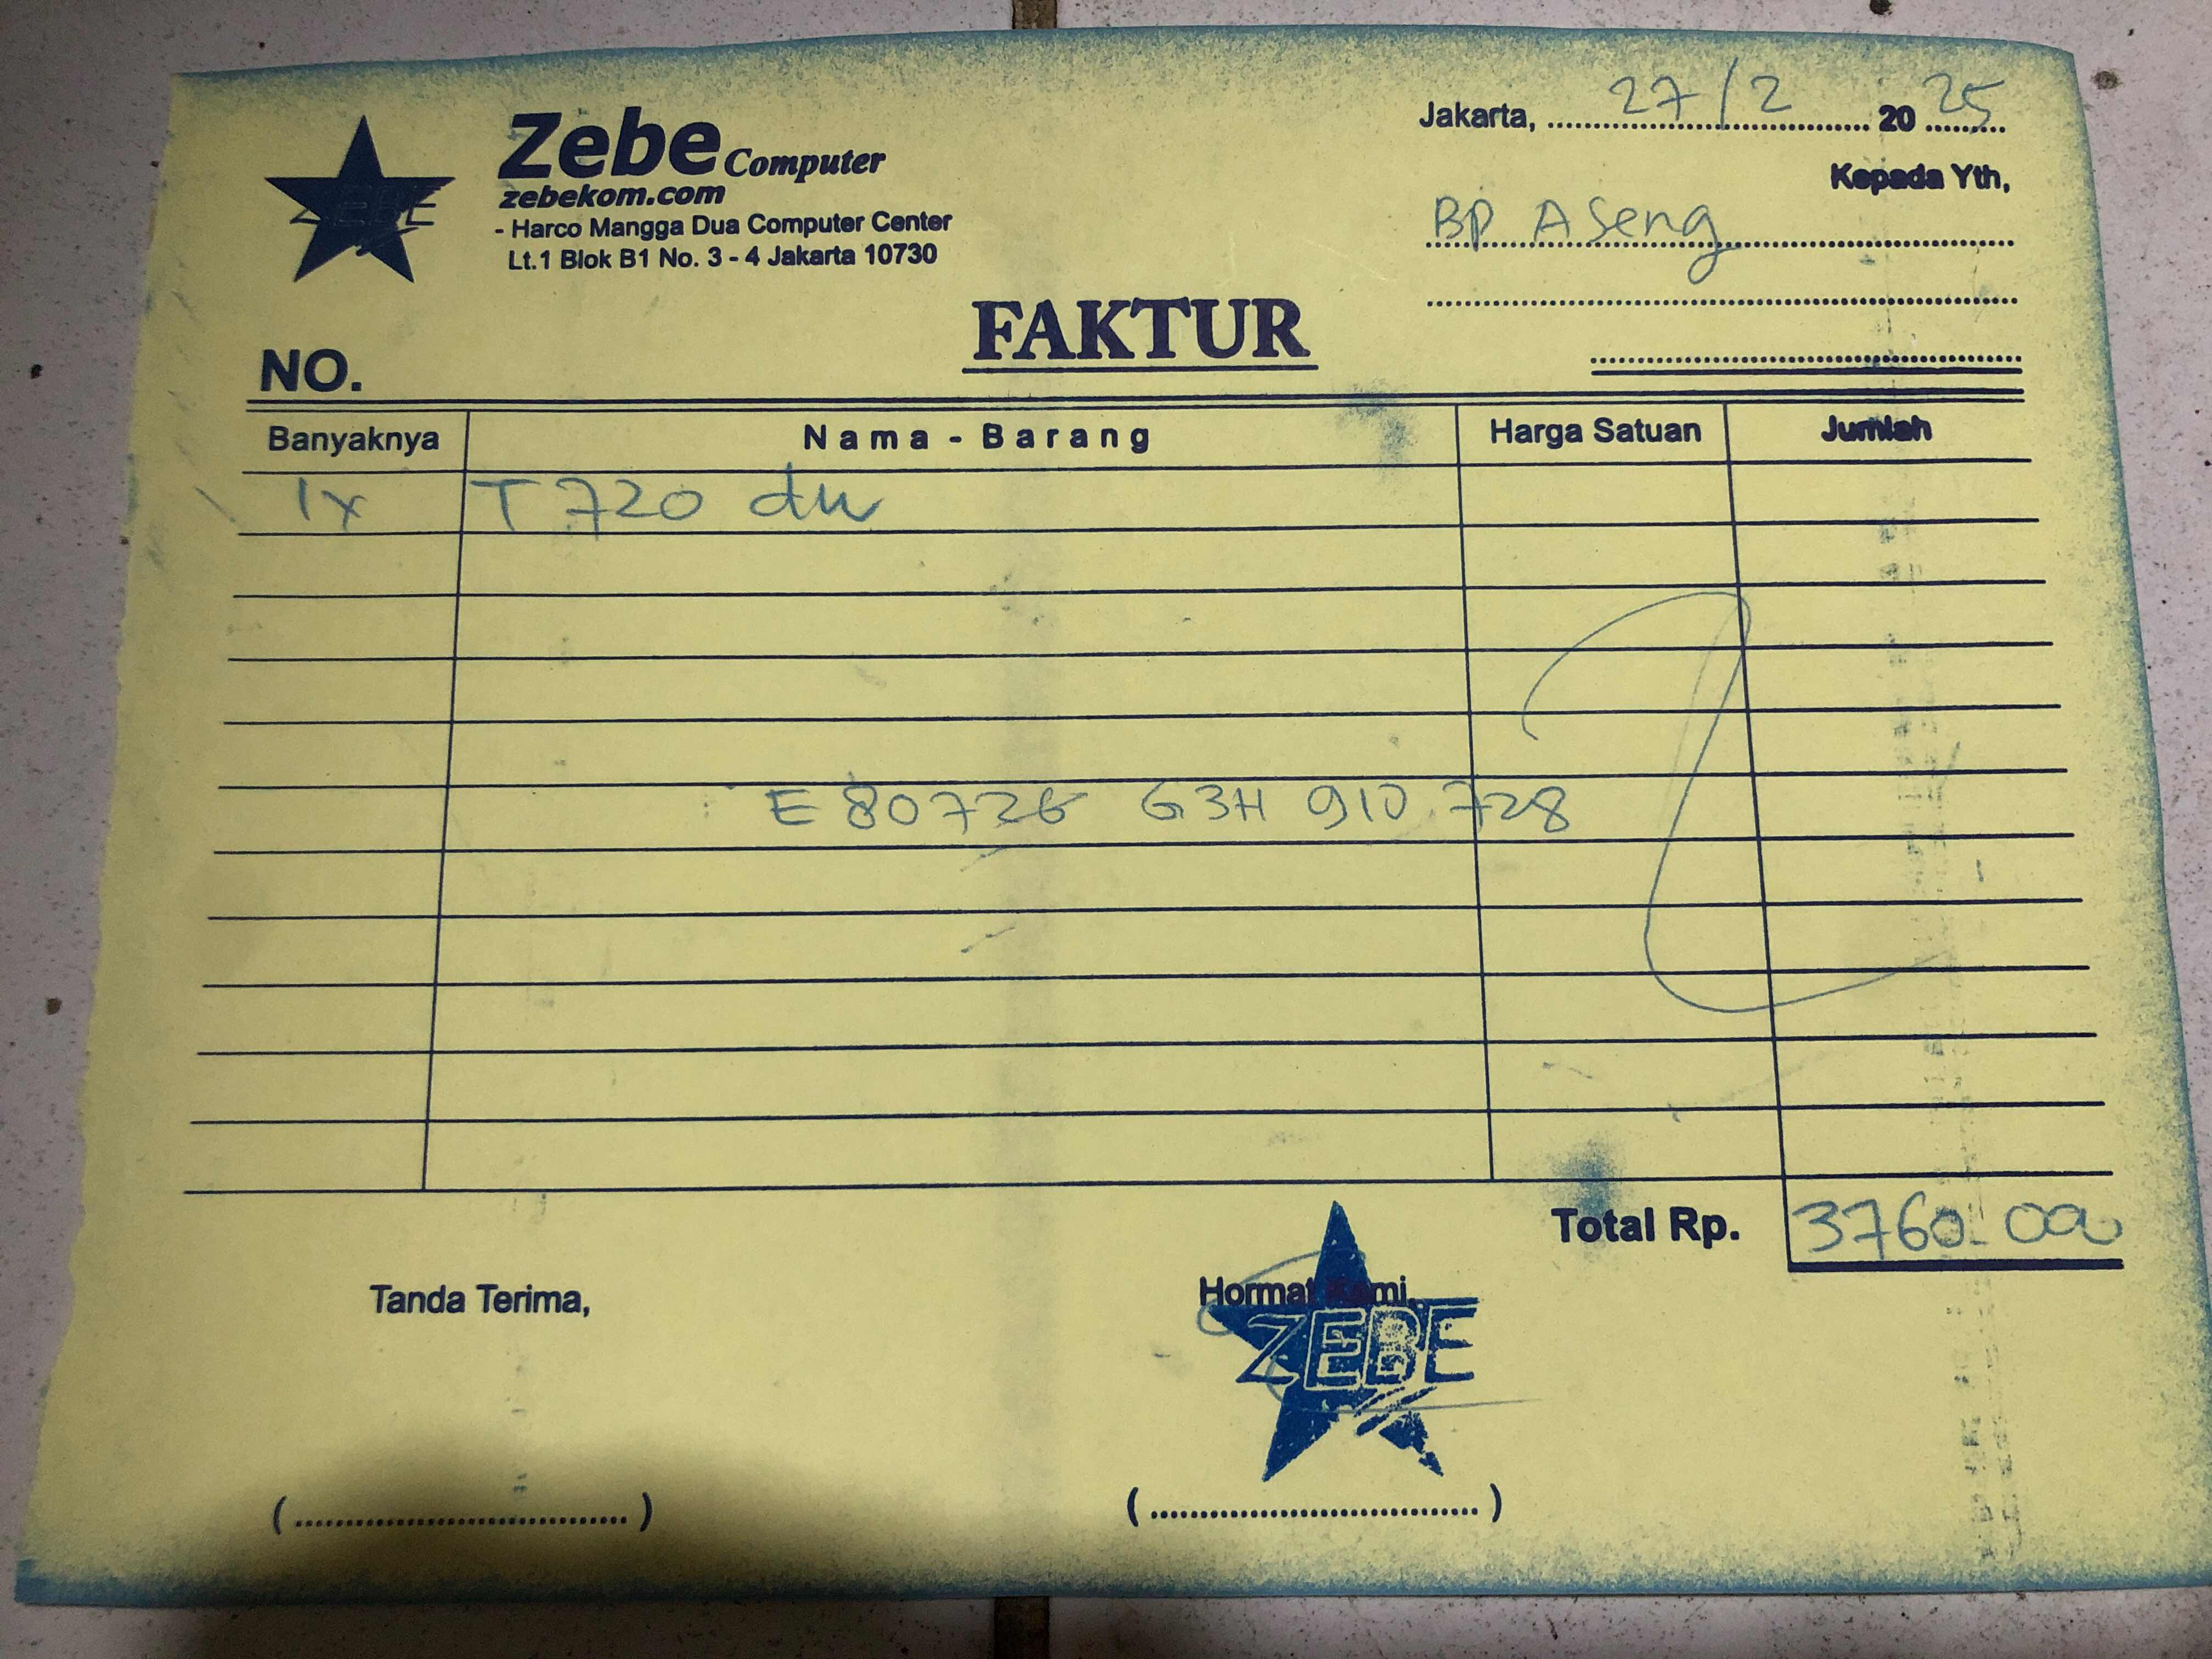 Zebe Computer
zebekom.com
- Harco Mangga Dua Computer Center
Lt.1 Blok B1 No. 3 - 4 Jakarta 10730
Jakarta, 27/2 20 25
Kepada Yth,
BP Aseng
FAKTUR
NO.
Banyaknya Nama - Barang Harga Satuan Jumlah
1x T720 dw
E80726 G3H 910 728
Total Rp. 3760.00
Tanda Terima,
Hormat Kami,
ZEBE
(..............................) (..............................)